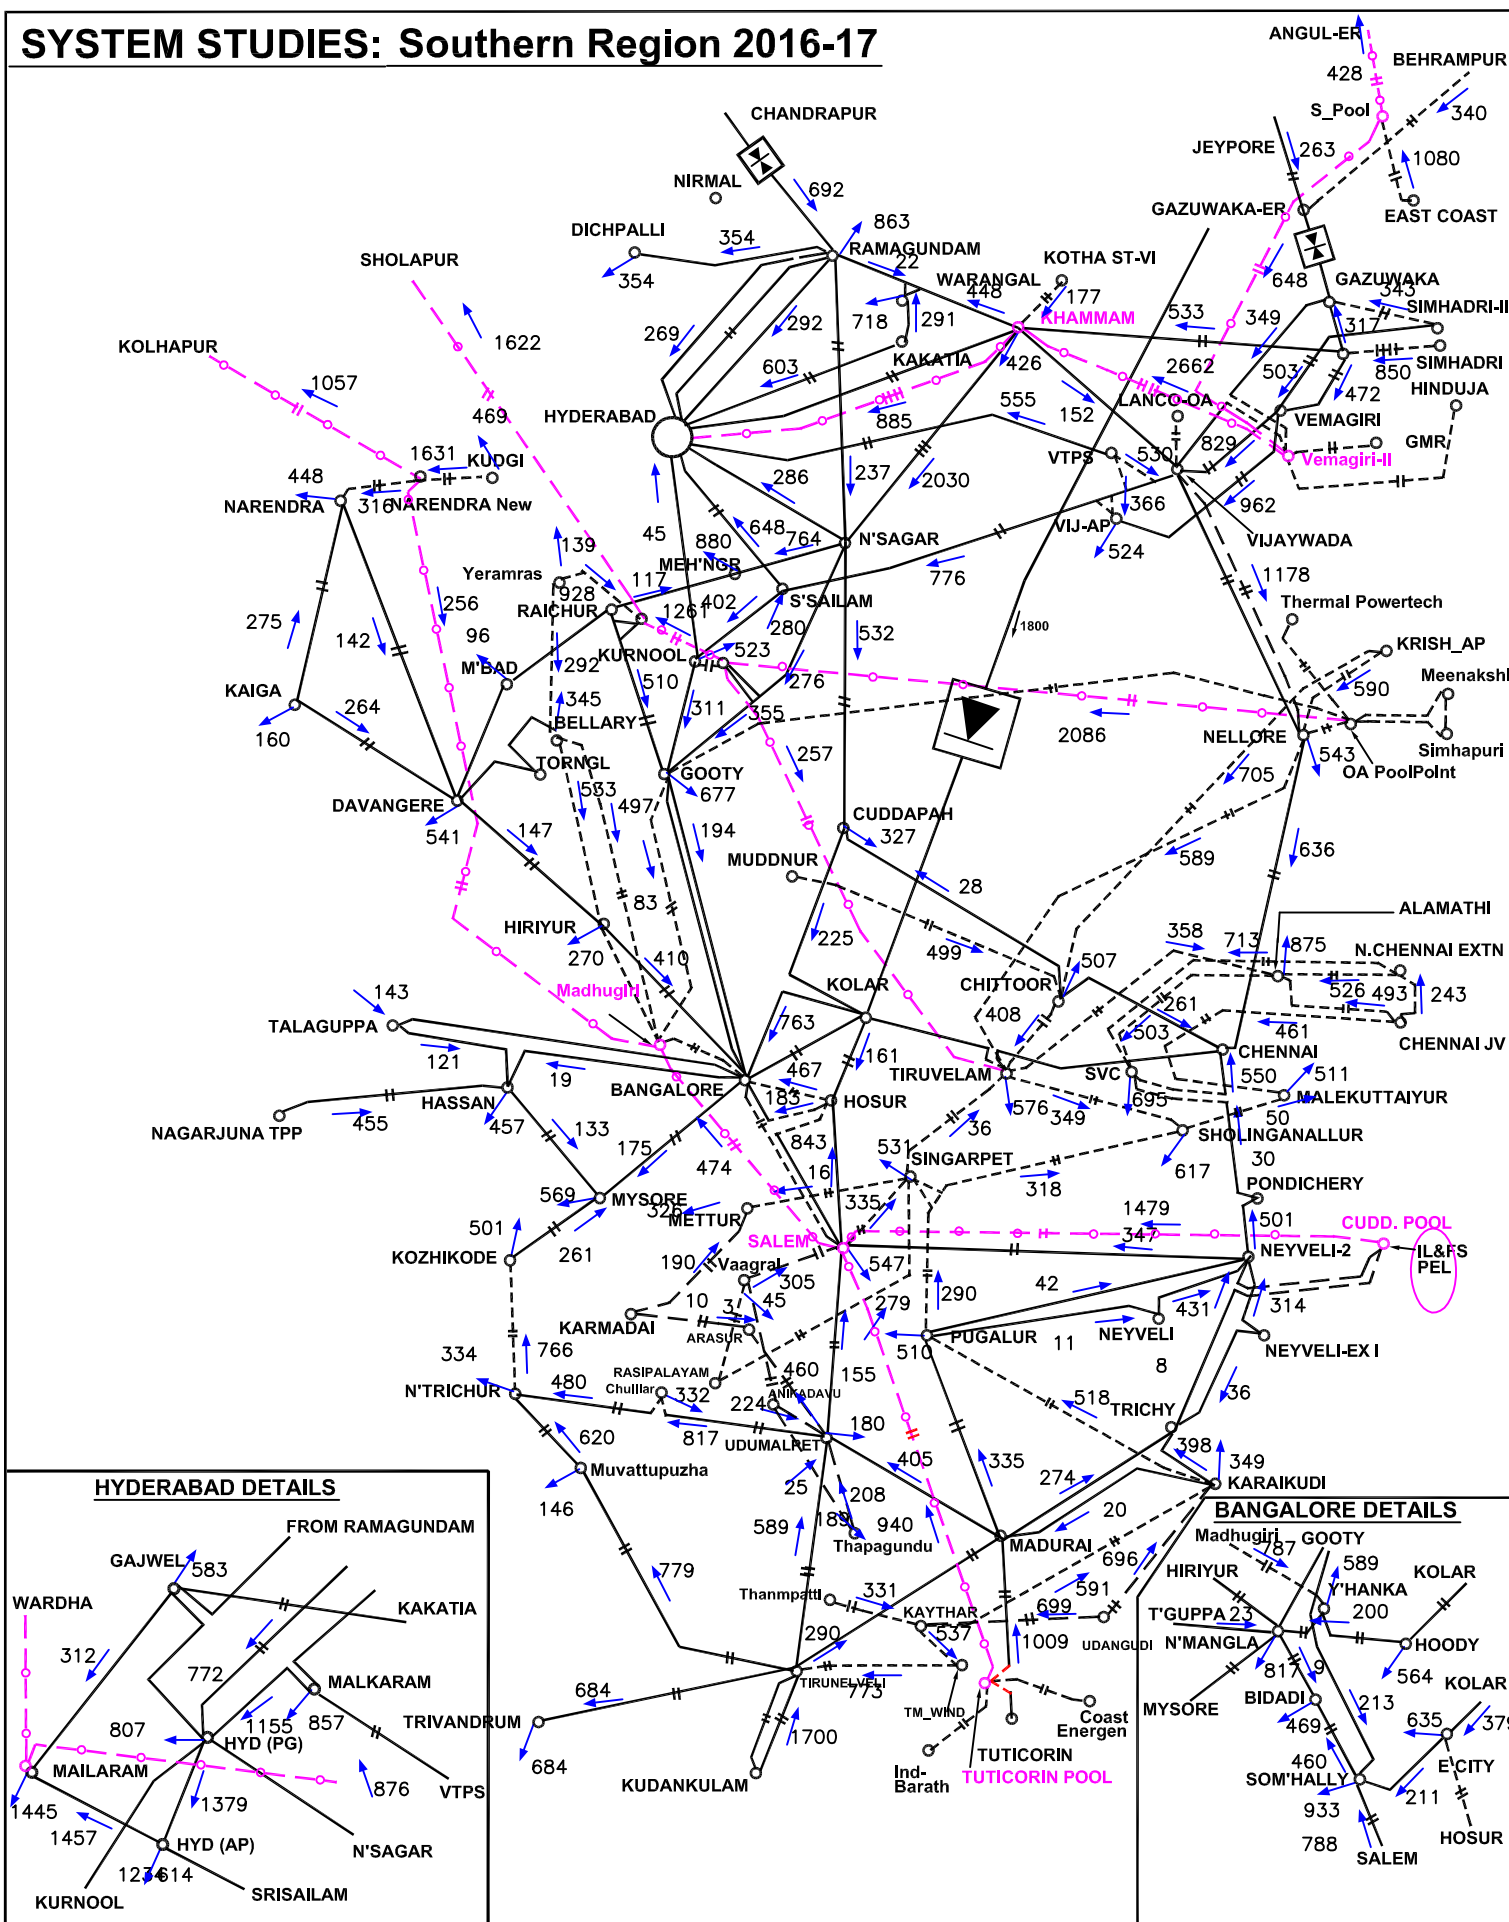 SYSTEM STUDIES: Southern Region 2016-17
ANGUL-ER
428
BEHRAMPUR
S_Pool
340
CHANDRAPUR
JEYPORE
263
1080
NIRMAL
692
GAZUWAKA-ER
EAST COAST
DICHPALLI
354
863
RAMAGUNDAM
22
KOTHA ST-VI
SHOLAPUR
354
WARANGAL
448
177
648
GAZUWAKA
343
SIMHADRI-II
269
292
718
291
KHAMMAM
533
349
317
KOLHAPUR
1622
603
KAKATIA
426
2662
503
850
SIMHADRI
1057
472
HINDUJA
469
HYDERABAD
885
555
152
LANCO-OA
VEMAGIRI
GMR
1631
KUDGI
VTPS
530
829
Vemagiri-II
448
316
NARENDRA New
NARENDRA
286
237
2030
366
962
45
648
764
N'SAGAR
VIJ-AP
524
VIJAYWADA
139
880
MEH'NGR
776
1178
Yeramras
928
117
RAICHUR
1261
402
S'SAILAM
Thermal Powertech
275
142
256
96
280
532
1800
KRISH_AP
M'BAD
292
KURNOOL
523
276
590
Meenakshi
KAIGA
264
345
510
311
355
160
BELLARY
257
2086
NELLORE
543
Simhapuri
TORNGL
GOOTY
705
OA PoolPoint
DAVANGERE
533
497
677
541
147
194
CUDDAPAH
327
MUDDNUR
589
636
28
HIRIYUR
83
225
499
ALAMATHI
270
410
358
713
875
N.CHENNAI EXTN
Madhugiri
KOLAR
CHITTOOR
507
526
493
243
143
TALAGUPPA
763
408
261
503
461
CHENNAI JV
121
19
161
CHENNAI
BANGALORE
467
TIRUVELAM
SVC
550
511
HASSAN
183
HOSUR
MALEKUTTAIYUR
NAGARJUNA TPP
455
457
133
175
843
36
576
349
695
50
SHOLINGANALLUR
474
16
531
SINGARPET
617
30
569
MYSORE
326
METTUR
335
318
PONDICHERY
501
1479
501
CUDD. POOL
KOZHIKODE
261
SALEM
347
NEYVELI-2
IL&FS
PEL
190
Vaagrai
305
547
10
3
45
279
290
42
431
314
KARMADAI
ARASUR
510
PUGALUR
11
NEYVELI
NEYVELI-EX I
334
766
460
155
8
N'TRICHUR
480
RASIPALAYAM
Chulllar
332
ANIKADAVU
518
TRICHY
36
224
817
UDUMALPET
180
405
398
349
620
Muvattupuzha
335
274
KARAIKUDI
146
25
208
189
940
20
589
Thapagundu
MADURAI
779
696
Thanmpatti
331
591
KAYTHAR
699
537
UDANGUDI
290
1009
684
TIRUNELVELI
773
TRIVANDRUM
TM_WIND
Coast
Energen
684
1700
KUDANKULAM
Ind-
Barath
TUTICORIN
TUTICORIN POOL
HYDERABAD DETAILS
FROM RAMAGUNDAM
GAJWEL
583
WARDHA
KAKATIA
312
772
MALKARAM
807
1155
857
HYD (PG)
MAILARAM
876
VTPS
1445
1379
1457
HYD (AP)
N'SAGAR
1234
614
KURNOOL
SRISAILAM
BANGALORE DETAILS
Madhugiri
787
GOOTY
HIRIYUR
589
KOLAR
Y'HANKA
T'GUPPA
23
200
N'MANGLA
HOODY
817
9
564
MYSORE
BIDADI
213
KOLAR
469
635
379
460
E'CITY
SOM'HALLY
211
933
788
HOSUR
SALEM